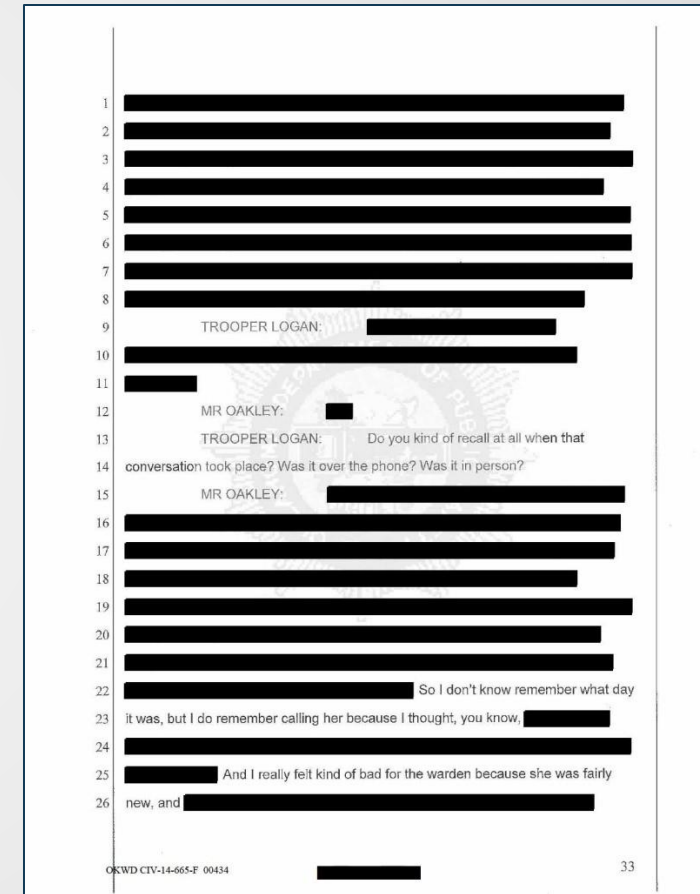 1
2
3
4
5
6
7
8
9 TROOPER LOGAN:
10
11
12 MR OAKLEY:
13 TROOPER LOGAN: Do you kind of recall at all when that
14 conversation took place? Was it over the phone? Was it in person?
15 MR OAKLEY:
16
17
18
19
20
21
22 So I don't know remember what day
23 it was, but I do remember calling her because I thought, you know,
24
25 And I really felt kind of bad for the warden because she was fairly
26 new, and
OKWD CIV-14-665-F 00434 33